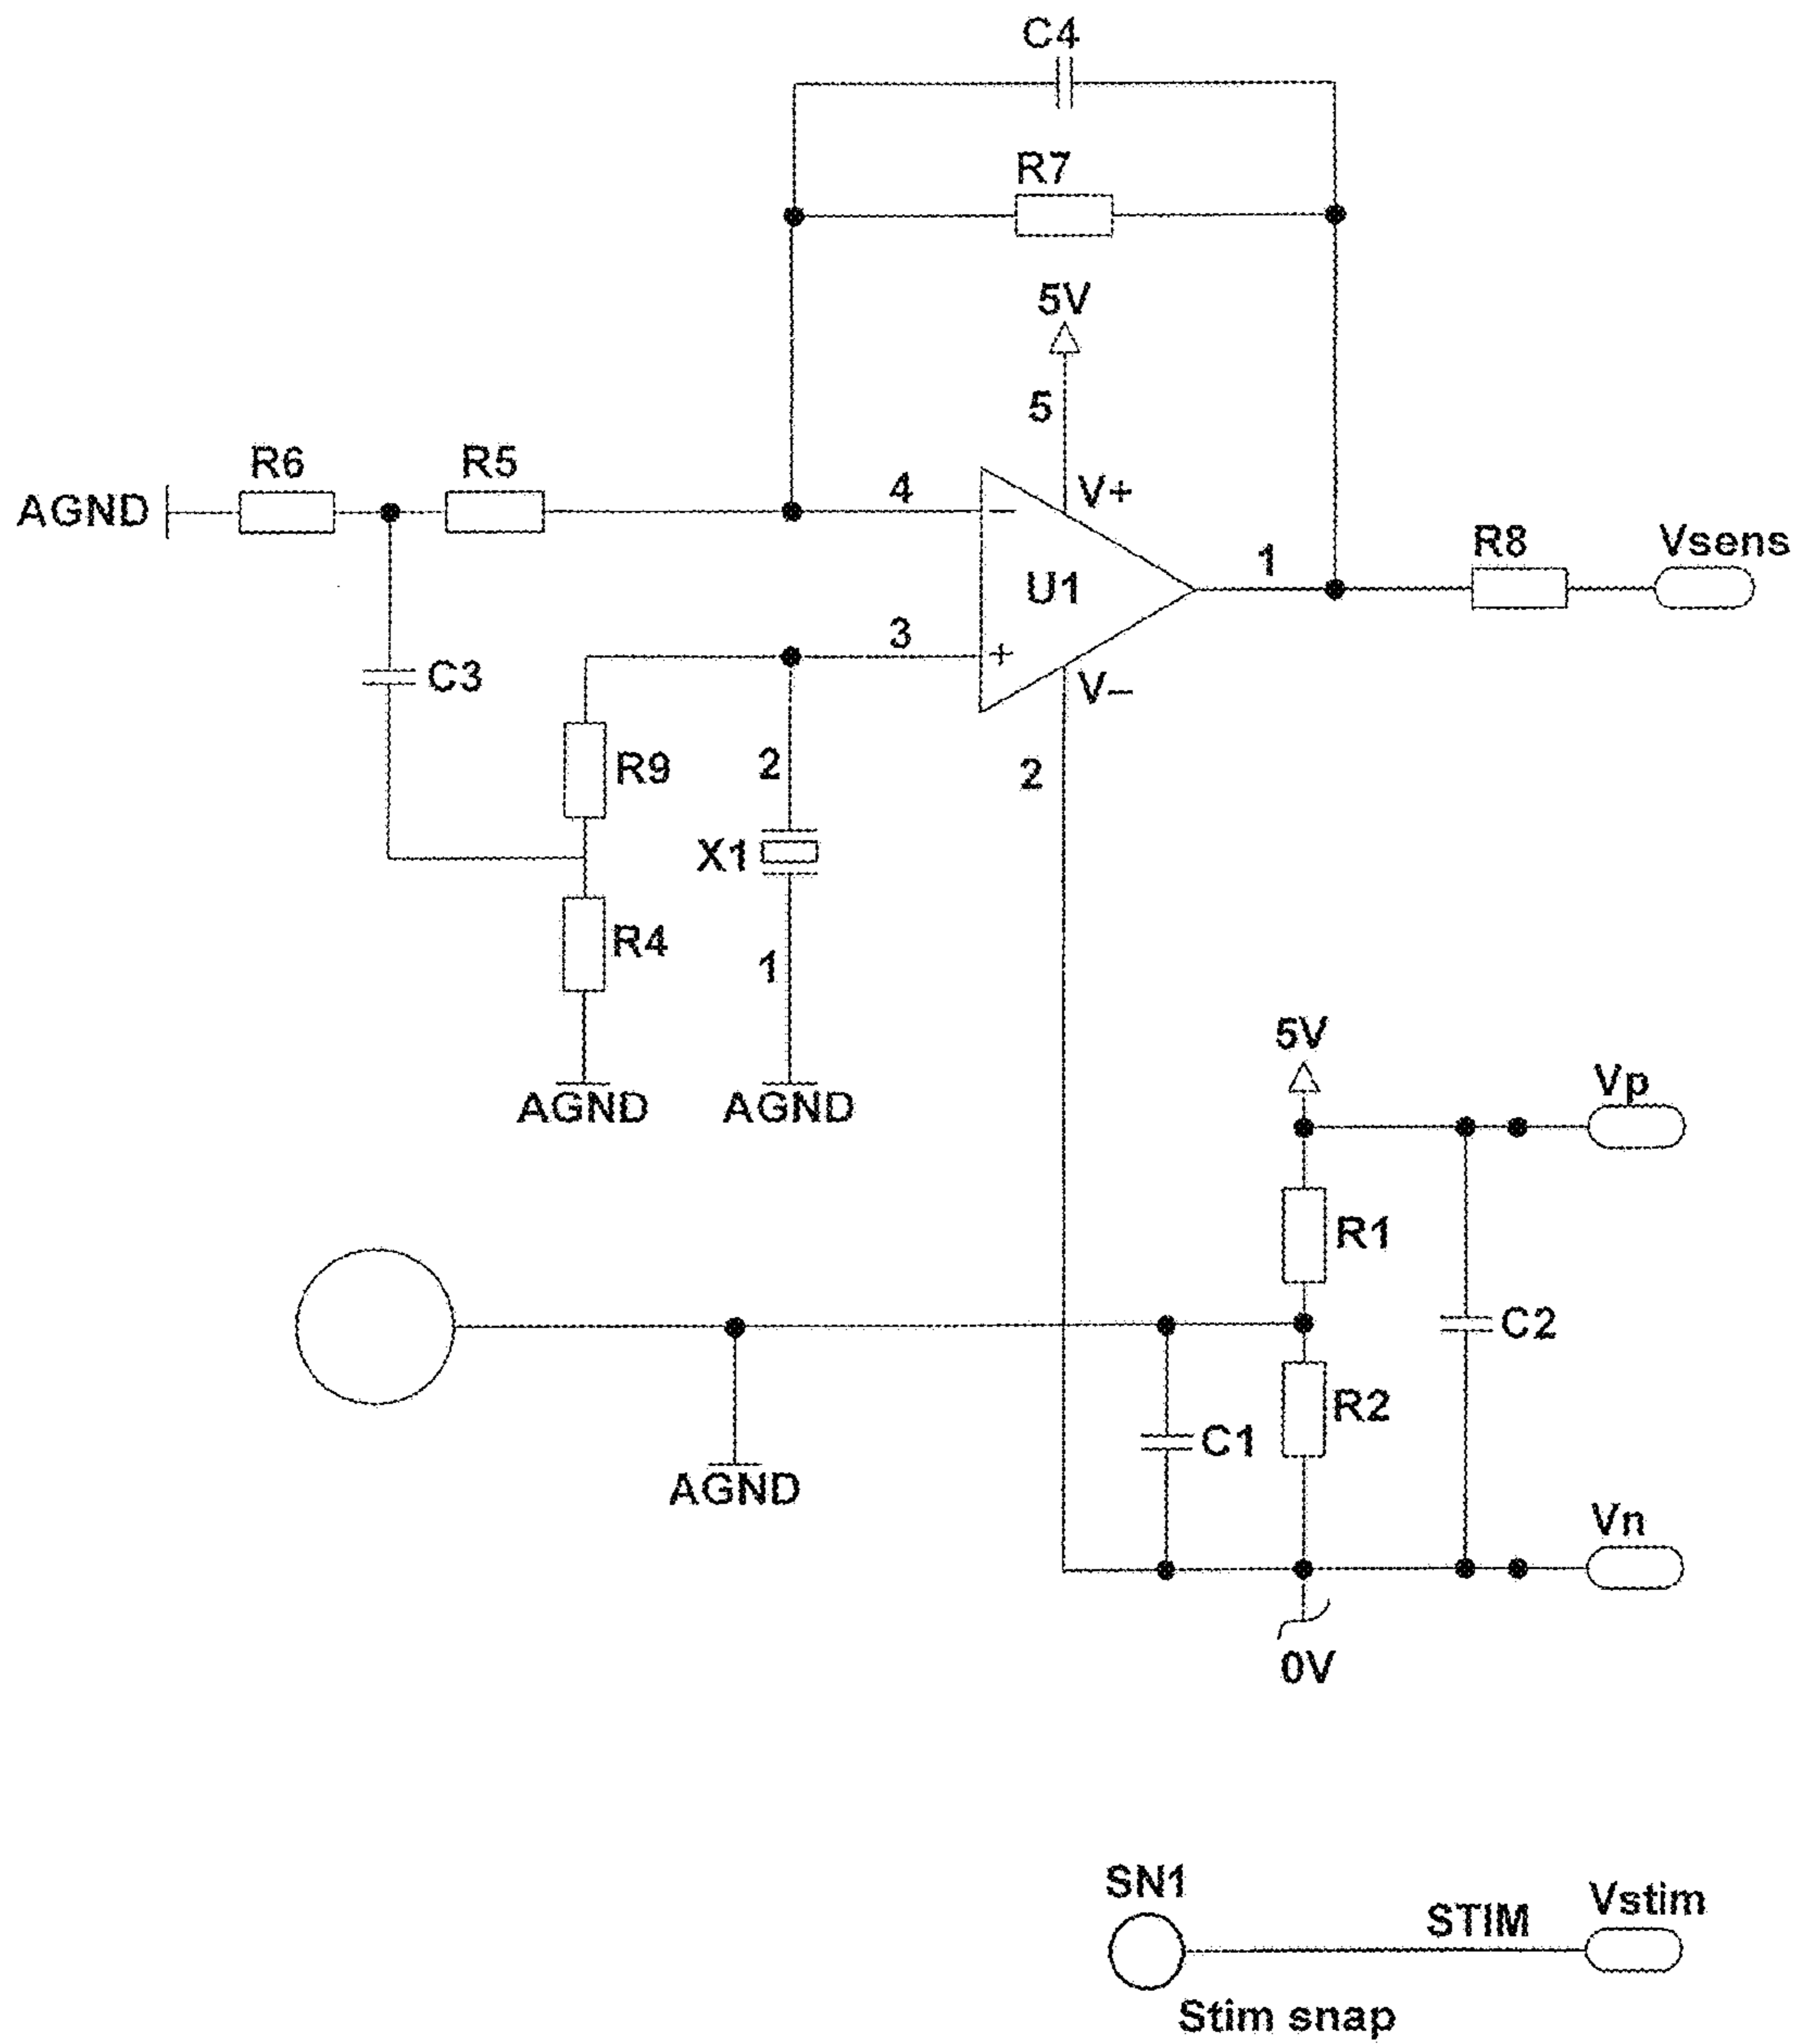 C4
R7
5V
5
R6
R5
AGND
4
V+
−
U1
1
R8
Vsens
3
+
V−
C3
R9
2
2
X1
R4
1
AGND
AGND
5V
Vp
R1
C2
R2
C1
AGND
Vn
0V
SN1
STIM
Vstim
Stim snap